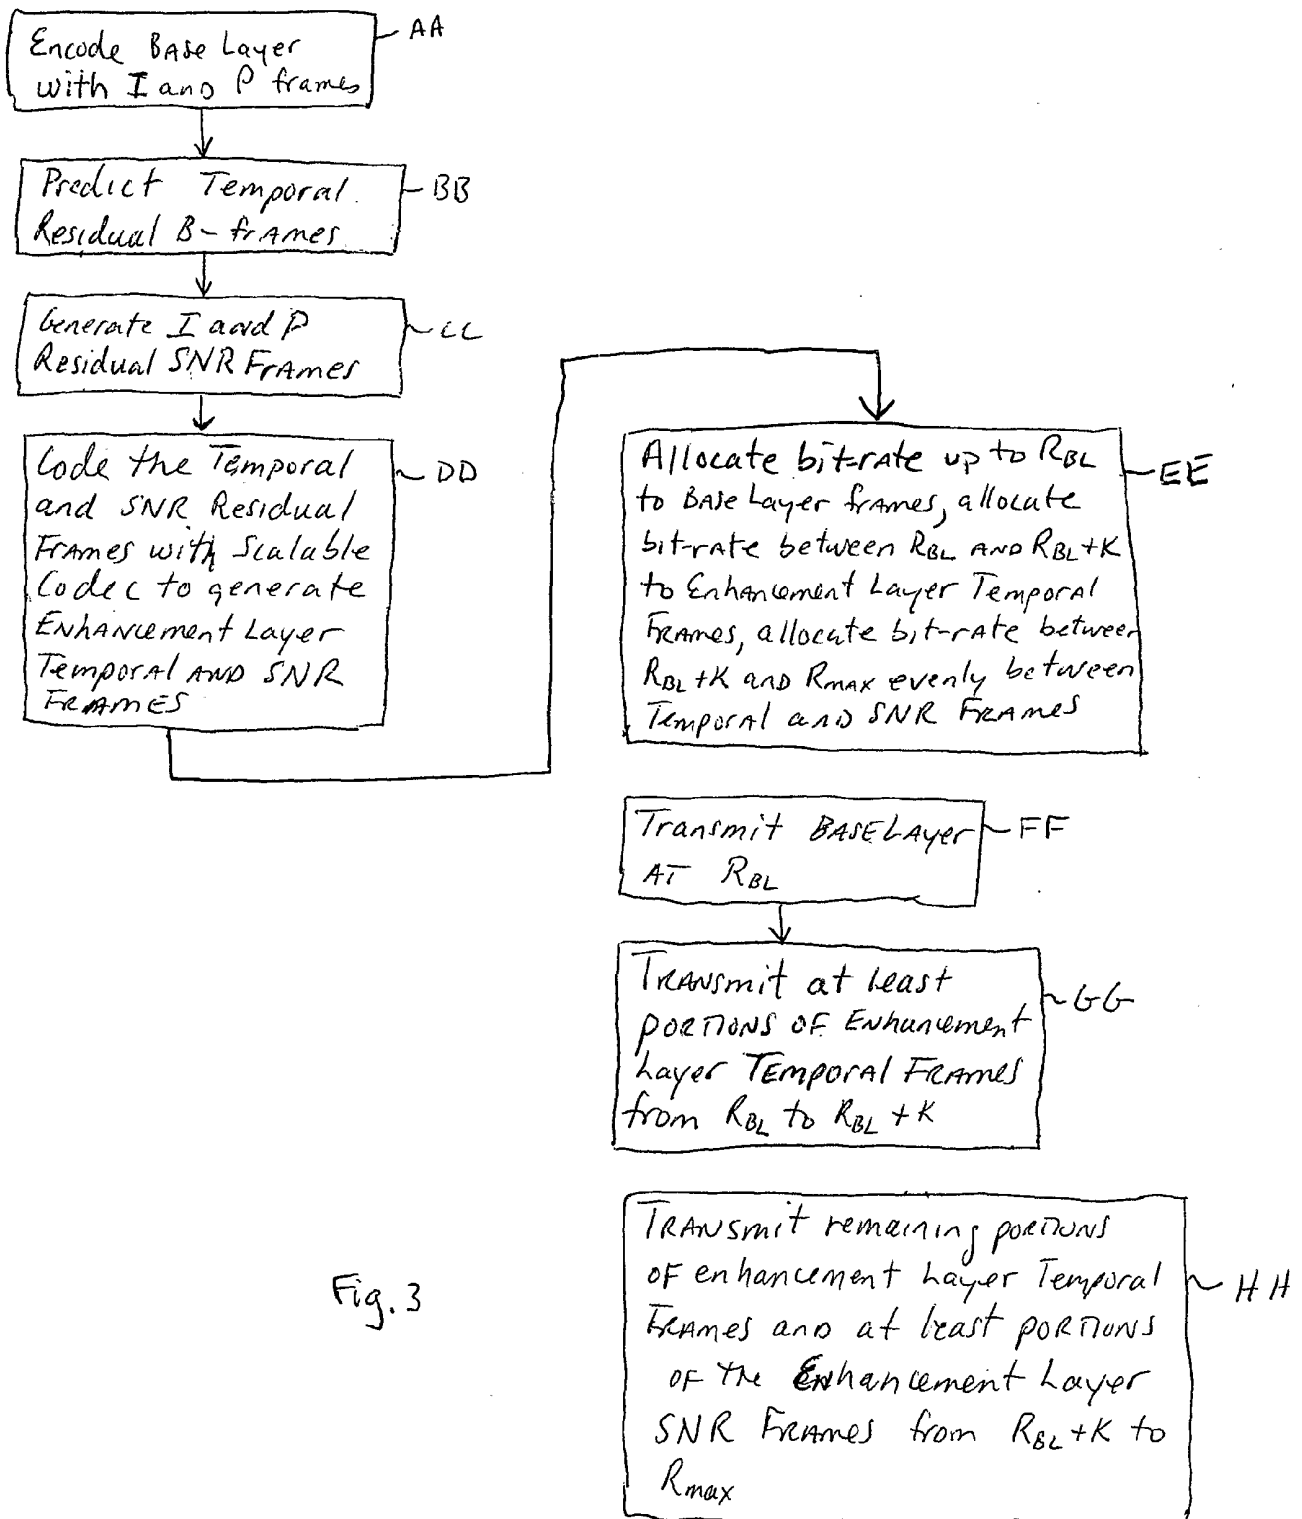 Encode Base Layer
with I and P frames
AA
Predict Temporal
Residual B-frames
BB
Generate I and P
Residual SNR Frames
CC
Code the Temporal
and SNR Residual
Frames with Scalable
Codec to generate
Enhancement Layer
Temporal AND SNR
FRAMES
DD
Allocate bit-rate up to RBL
to Base Layer frames, allocate
bit-rate between RBL AND RBL+K
to Enhancement Layer Temporal
Frames, allocate bit-rate between
RBL+K and RMAX evenly between
Temporal and SNR Frames
EE
Transmit BASE LAyer
AT RBL
FF
TRANSmit at least
PORTIONS OF Enhancement
Layer TEMPORAL FRAMES
from RBL to RBL+K
GG
TRANSmit remaining portions
OF enhancement Layer Temporal
Frames and at least portions
OF the Enhancement Layer
SNR FRAMES from RBL+K to
Rmax
HH
Fig. 3